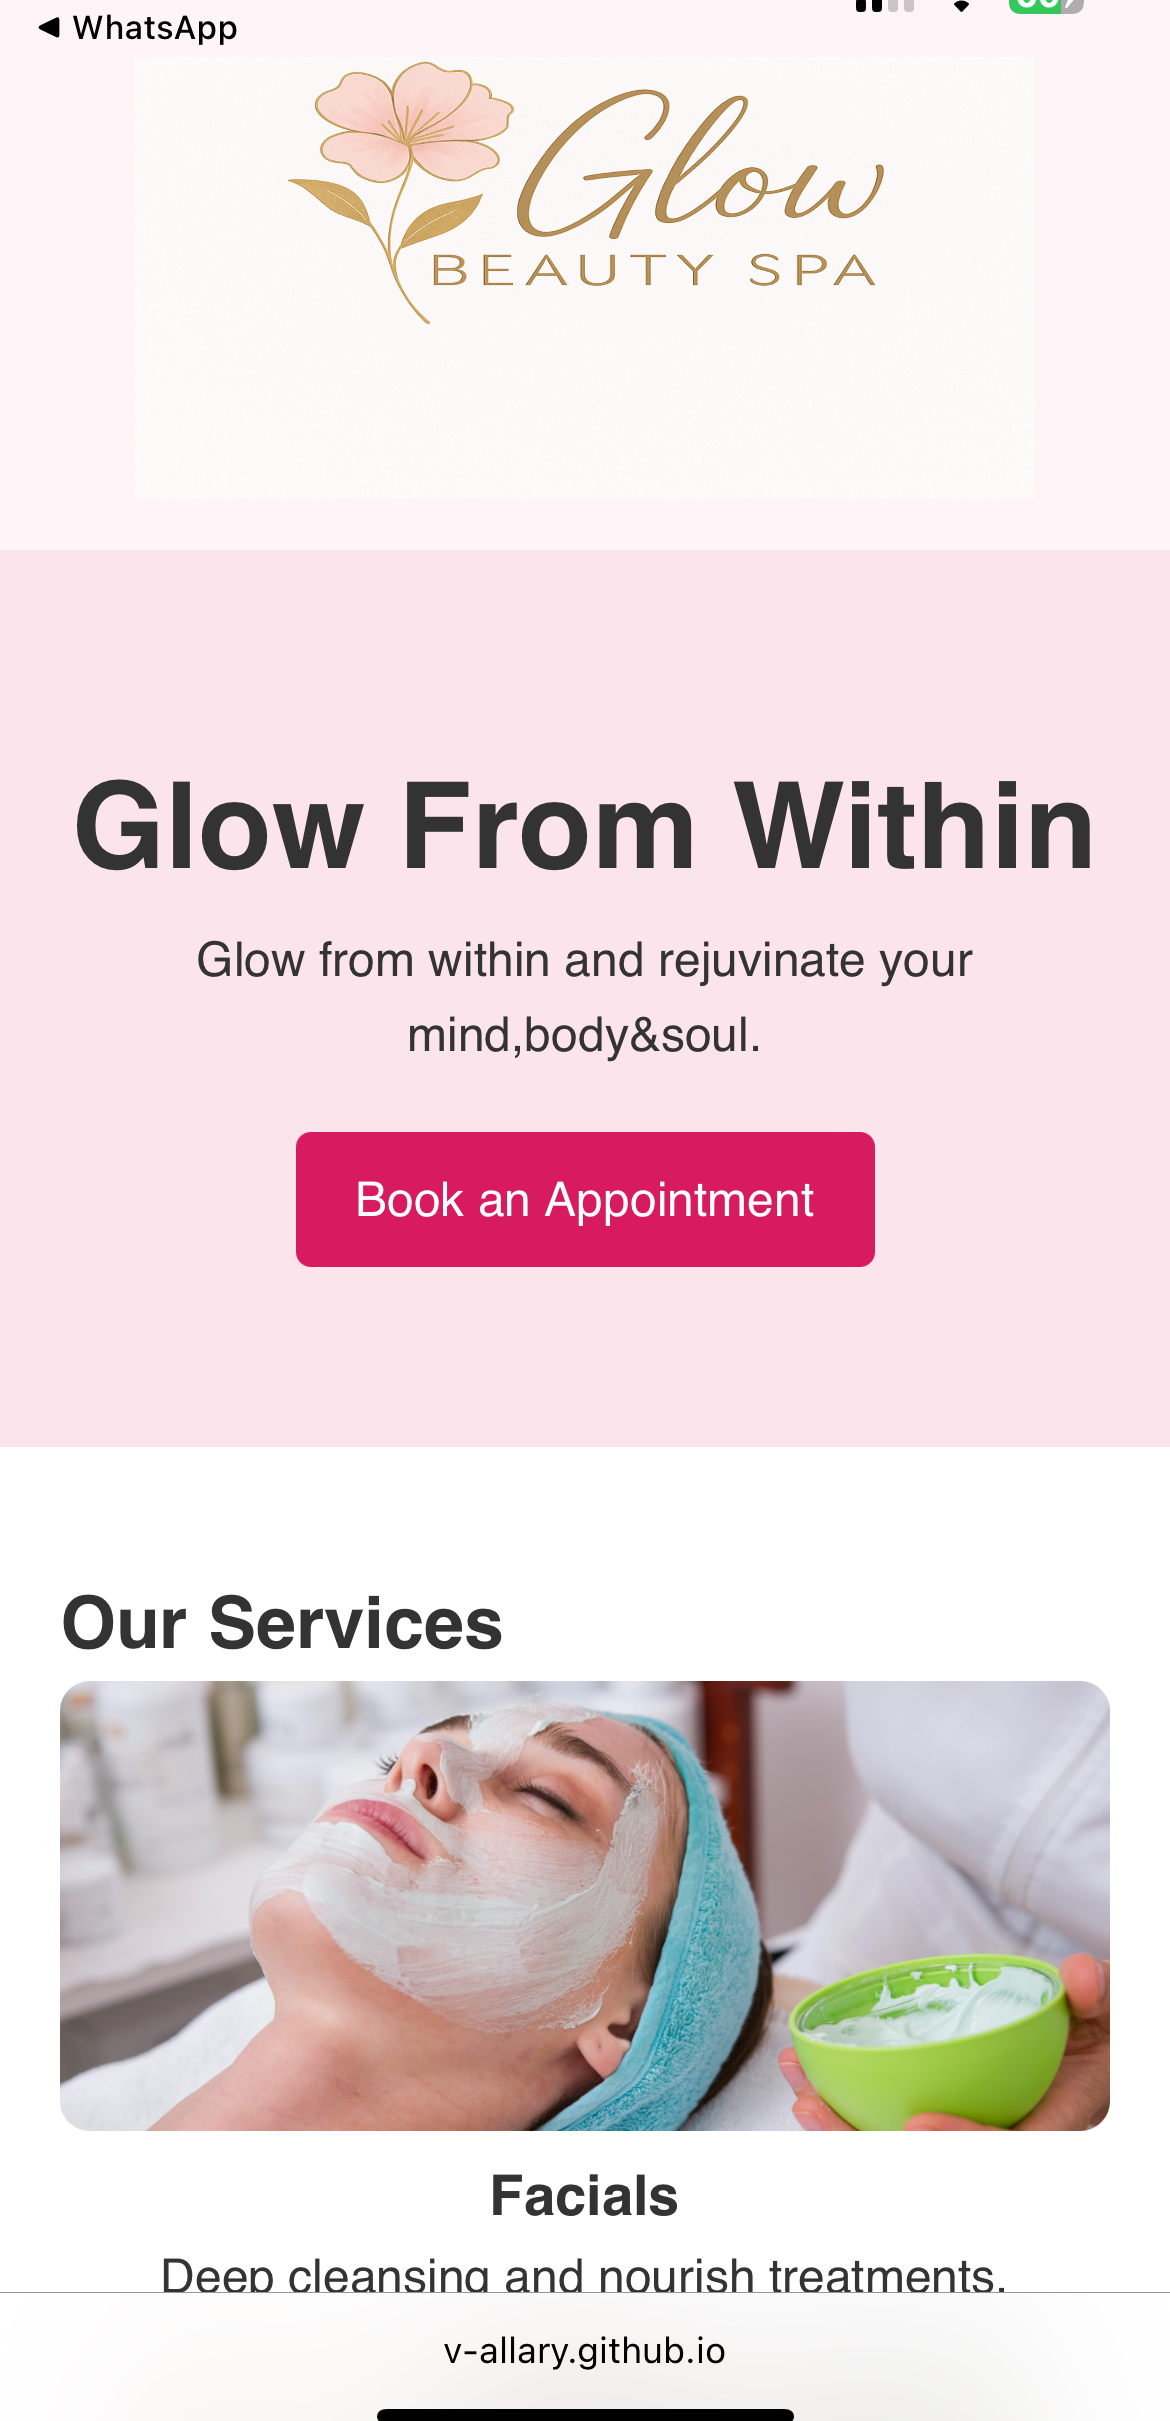 WhatsApp
Glow
BEAUTY SPA
Glow From Within
Glow from within and rejuvinate your
mind,body&soul.
Book an Appointment
Our Services
Facials
Deep cleansing and nourish treatments.
v-allary.github.io